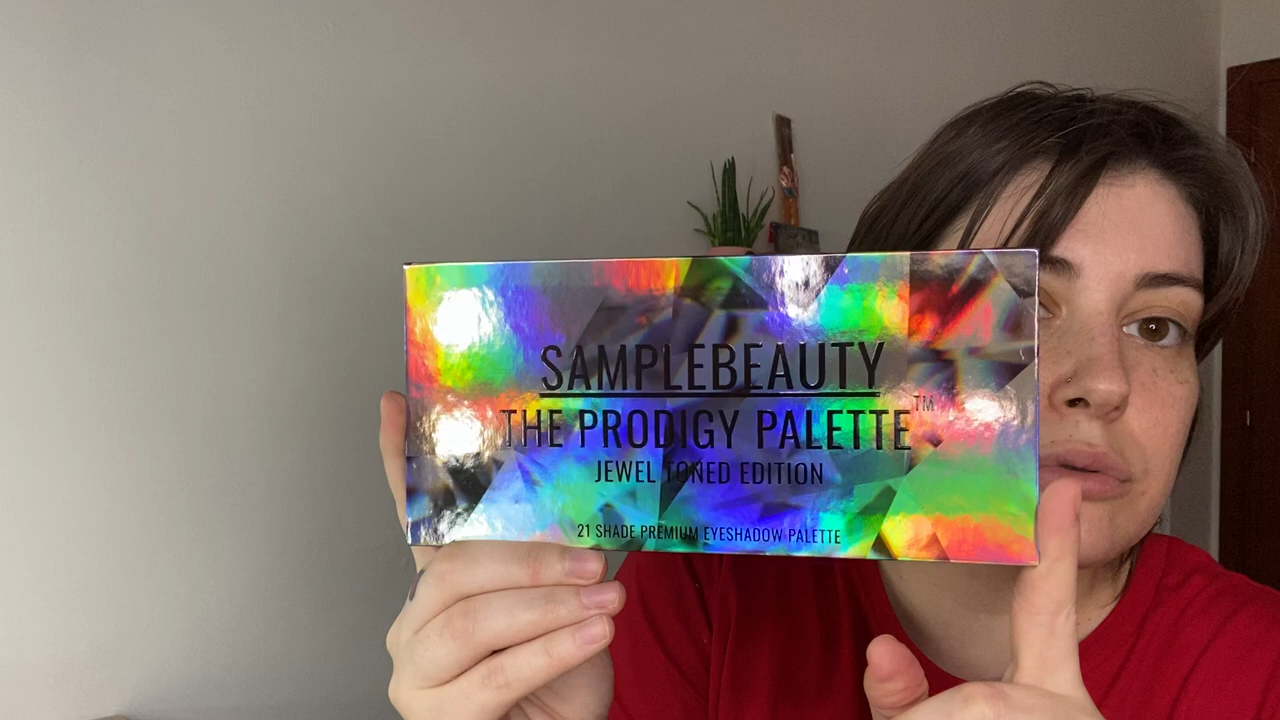 SAMPLEBEAUTY
THE PRODIGY PALETTE™
JEWEL TONED EDITION
21 SHADE PREMIUM EYESHADOW PALETTE